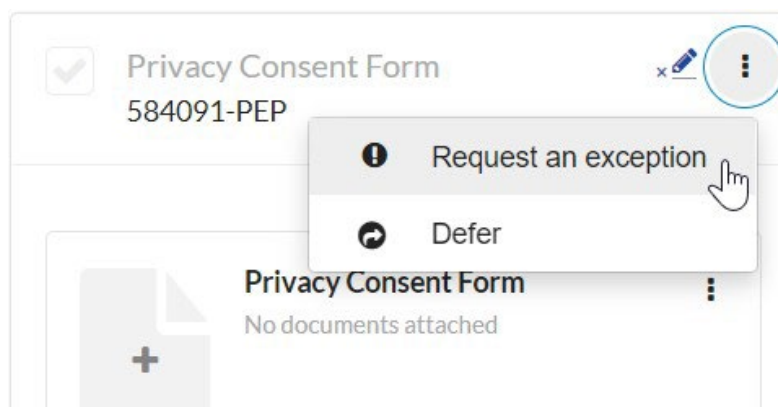 Privacy Consent Form
584091-PEP
Request an exception
Defer
Privacy Consent Form
No documents attached